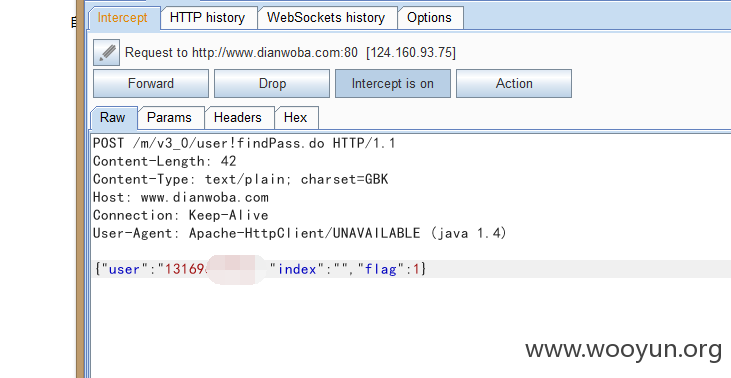 Intercept HTTP history WebSockets history Options
Request to http://www.dianwoba.com:80 [124.160.93.75]
Forward Drop Intercept is on Action
Raw Params Headers Hex
POST /m/v3_0/user!findPass.do HTTP/1.1
Content-Length: 42
Content-Type: text/plain; charset=GBK
Host: www.dianwoba.com
Connection: Keep-Alive
User-Agent: Apache-HttpClient/UNAVAILABLE (java 1.4)
{"user":"13169 "index":"","flag":1}
www.wooyun.org